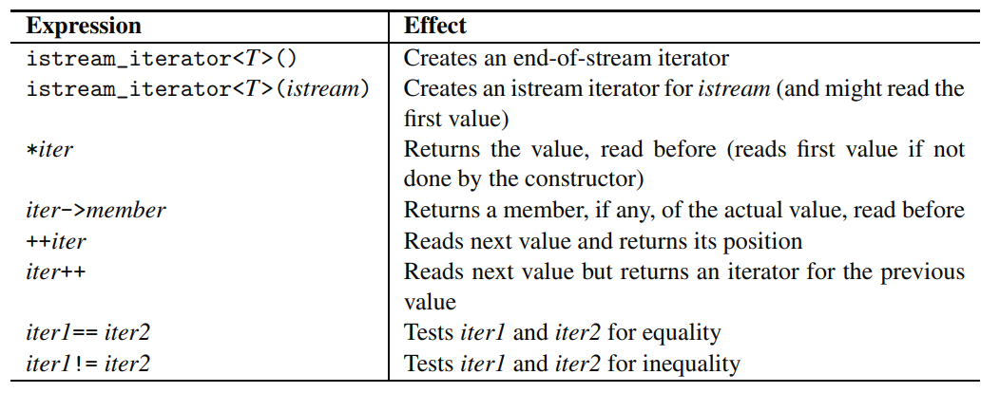 Expression Effect
istream_iterator<T>() Creates an end-of-stream iterator
istream_iterator<T>(istream) Creates an istream iterator for istream (and might read the
first value)
*iter Returns the value, read before (reads first value if not
done by the constructor)
iter->member Returns a member, if any, of the actual value, read before
++iter Reads next value and returns its position
iter++ Reads next value but returns an iterator for the previous
value
iter1== iter2 Tests iter1 and iter2 for equality
iter1!= iter2 Tests iter1 and iter2 for inequality